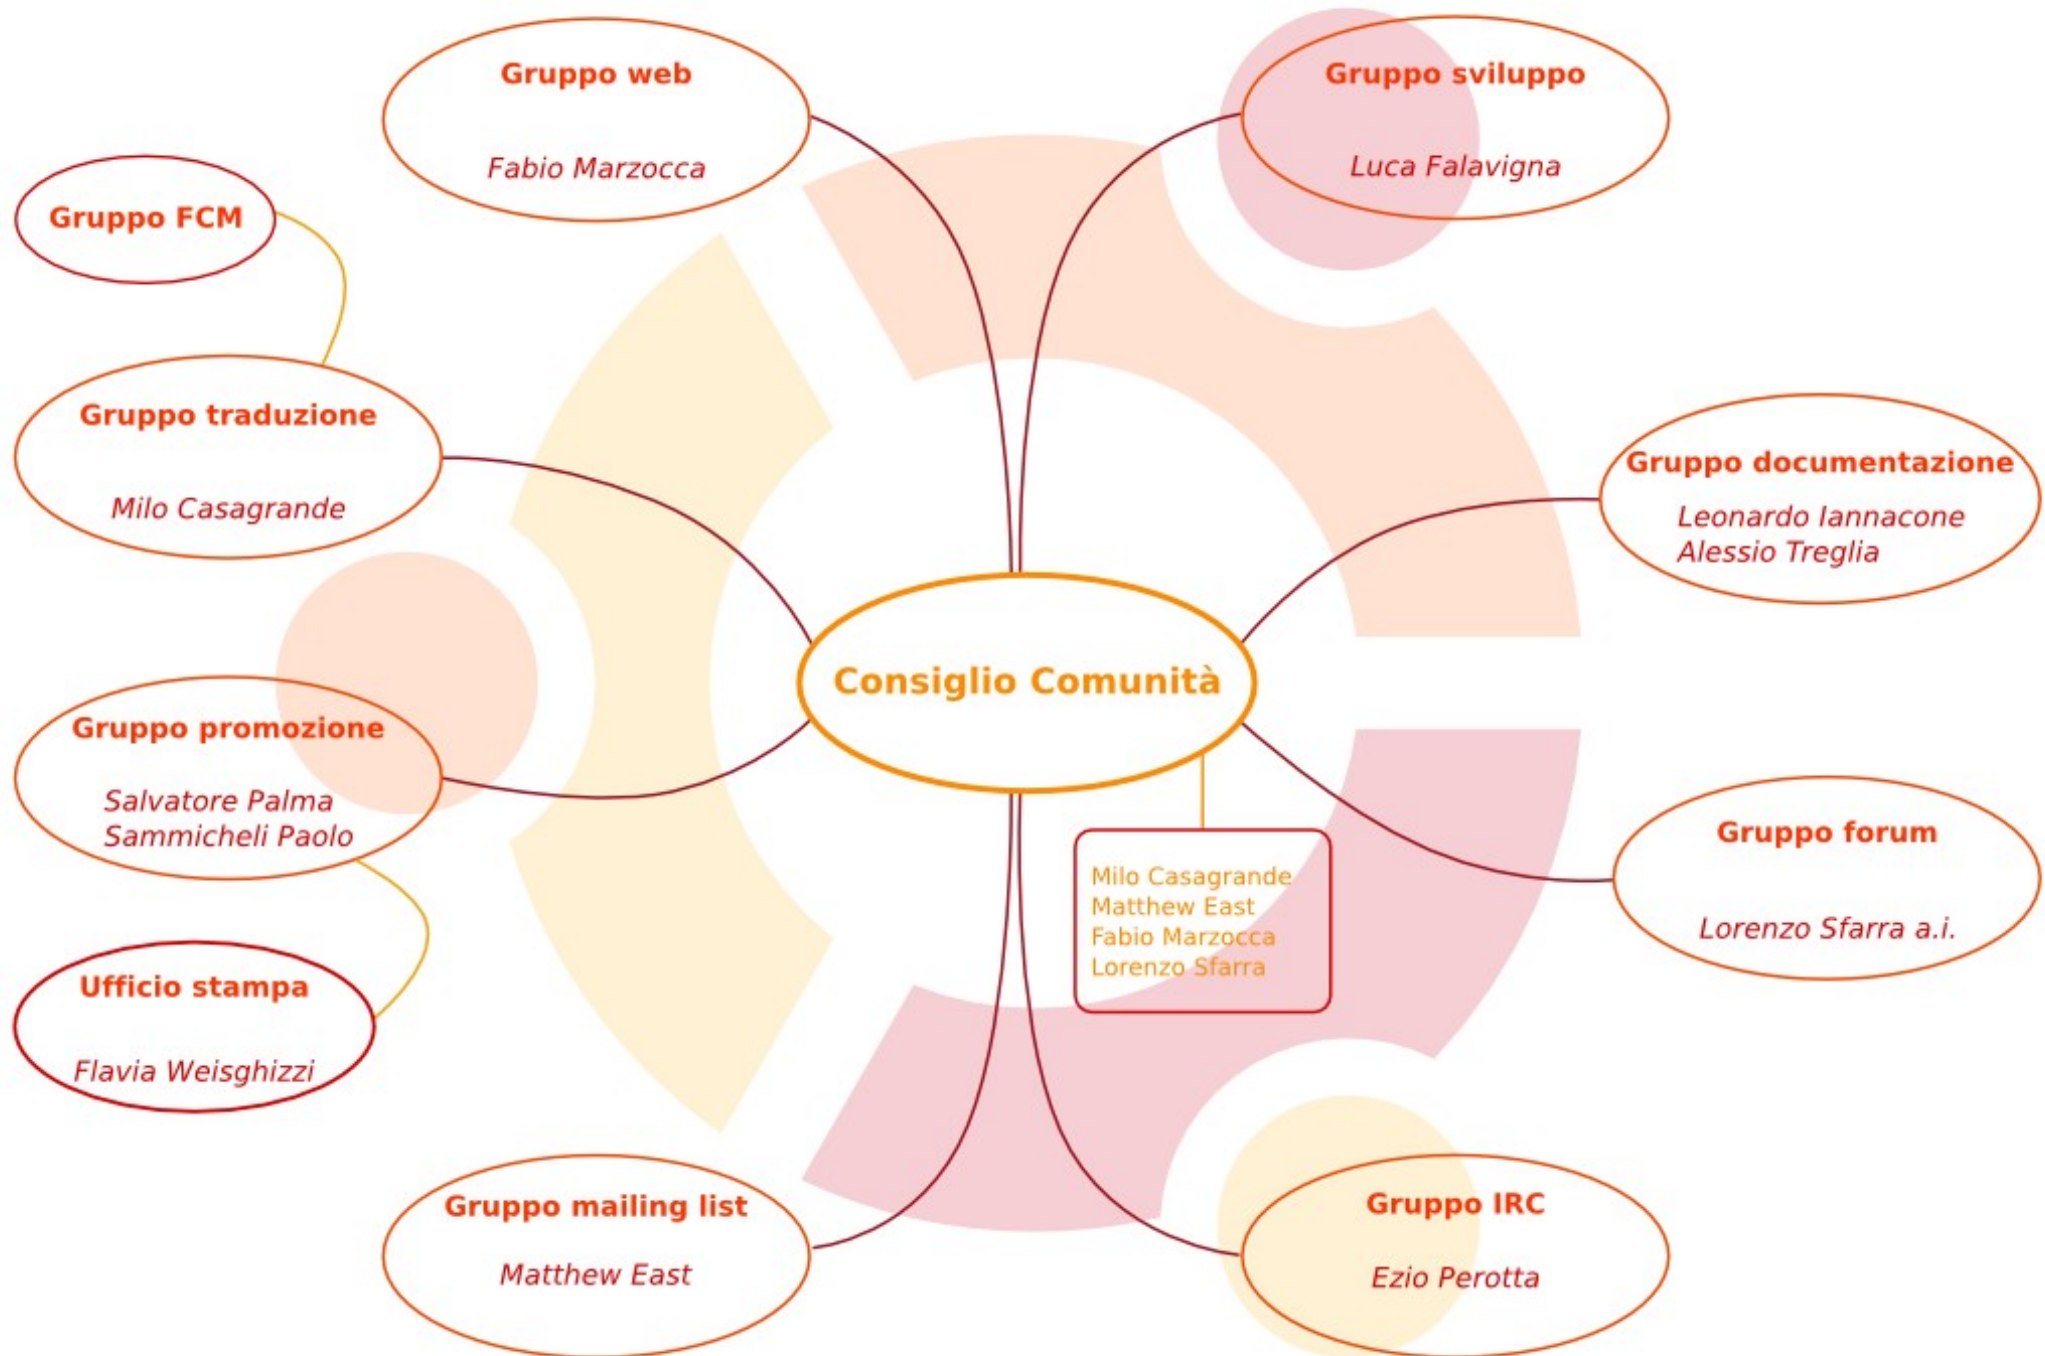 Gruppo web
Fabio Marzocca
Gruppo sviluppo
Luca Falavigna
Gruppo FCM
Gruppo traduzione
Milo Casagrande
Gruppo documentazione
Leonardo Iannacone
Alessio Treglia
Consiglio Comunità
Milo Casagrande
Matthew East
Fabio Marzocca
Lorenzo Sfarra
Gruppo promozione
Salvatore Palma
Sammicheli Paolo
Gruppo forum
Lorenzo Sfarra a.i.
Ufficio stampa
Flavia Weisghizzi
Gruppo mailing list
Matthew East
Gruppo IRC
Ezio Perotta